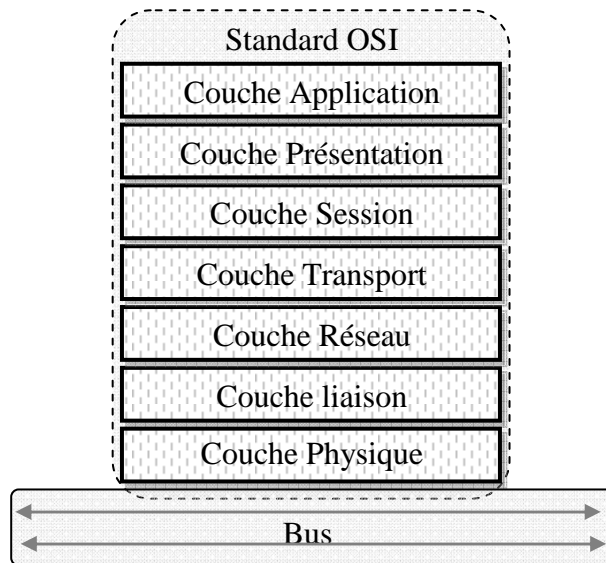 Standard OSI
Couche Application
Couche Présentation
Couche Session
Couche Transport
Couche Réseau
Couche liaison
Couche Physique
Bus